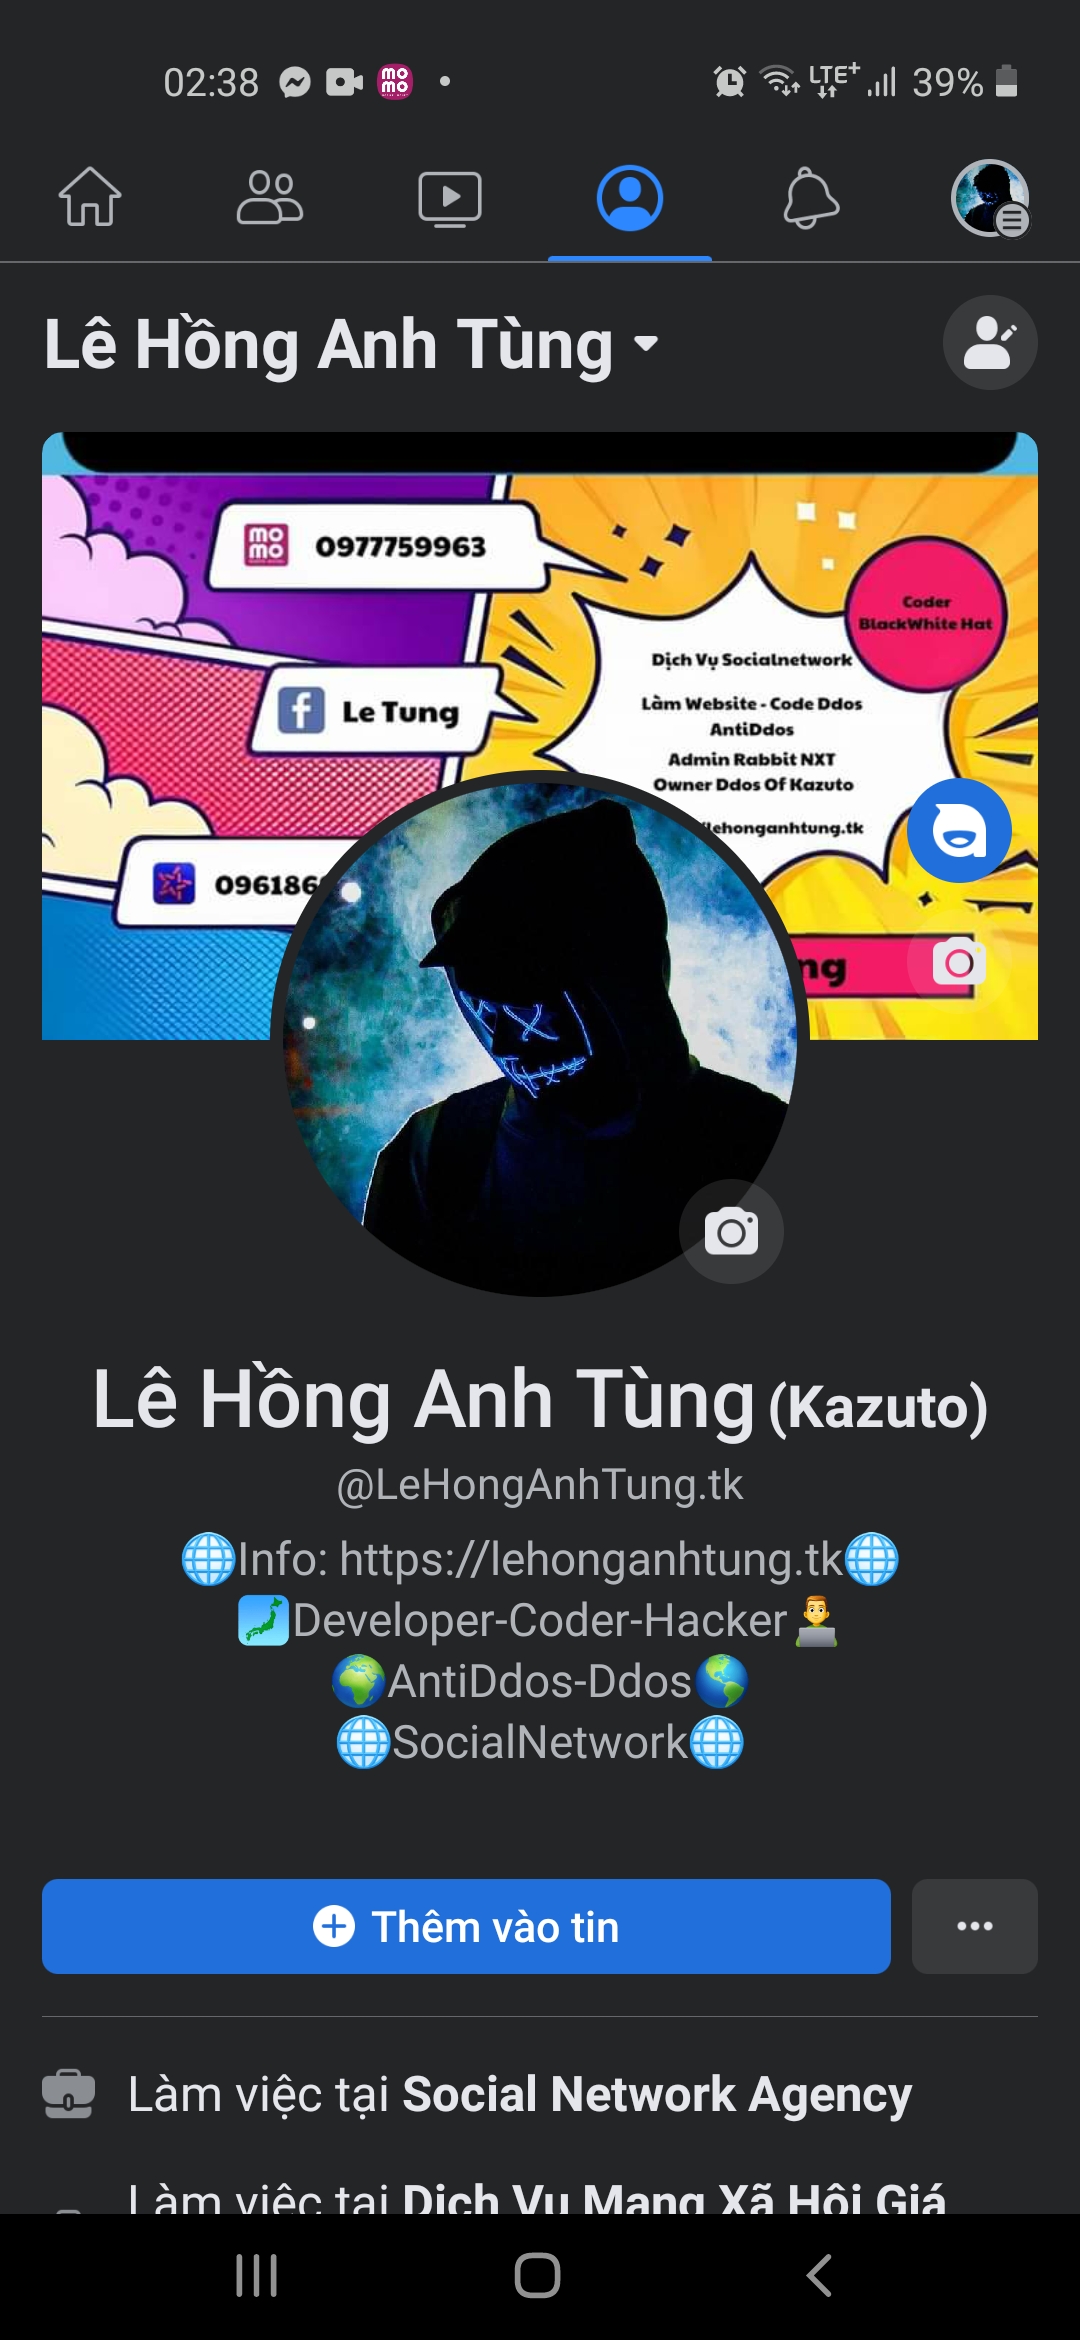 02:38
LTE+ 39%
Lê Hồng Anh Tùng
mo
mo
0977759963
Coder
BlackWhite Hat
Dịch Vụ Socialnetwork
Le Tung
Làm Website - Code Ddos
AntiDdos
Admin Rabbit NXT
Owner Ddos Of Kazuto
lehonganhtung.tk
096186
ng
Lê Hồng Anh Tùng (Kazuto)
@LeHongAnhTung.tk
🌐Info: https://lehonganhtung.tk🌐
🗾Developer-Coder-Hacker👨‍💻
🌍AntiDdos-Ddos🌎
🌐SocialNetwork🌐
Thêm vào tin
Làm việc tại Social Network Agency
Làm việc tại Dịch Vụ Mạng Xã Hội Giá